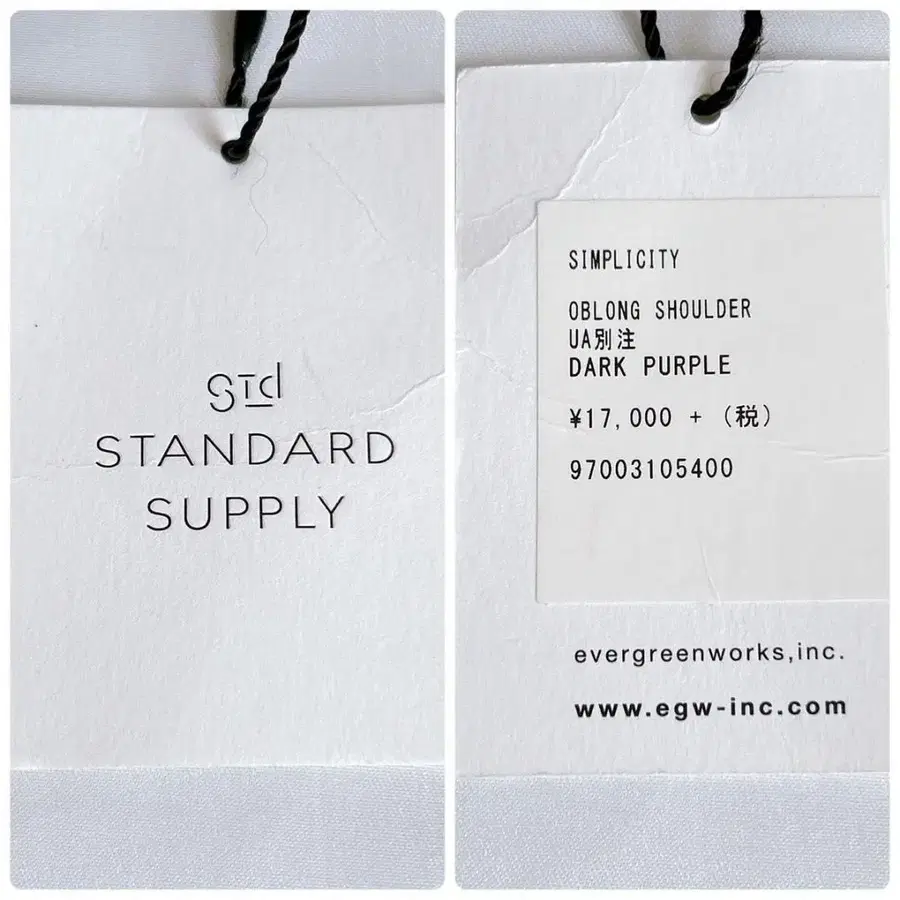 std
STANDARD
SUPPLY
SIMPLICITY
OBLONG SHOULDER
UA別注
DARK PURPLE
¥17,000 + (税)
97003105400
evergreenworks,inc.
www.egw-inc.com